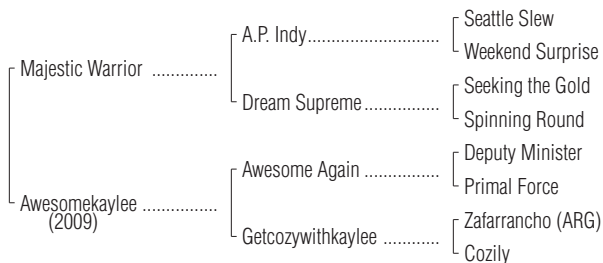 Majestic Warrior ..............
A.P. Indy............................
Seattle Slew
Weekend Surprise
Dream Supreme ................
Seeking the Gold
Spinning Round
Awesomekaylee ................
(2009)
Awesome Again ................
Deputy Minister
Primal Force
Getcozywithkaylee ............
Zafarrancho (ARG)
Cozily